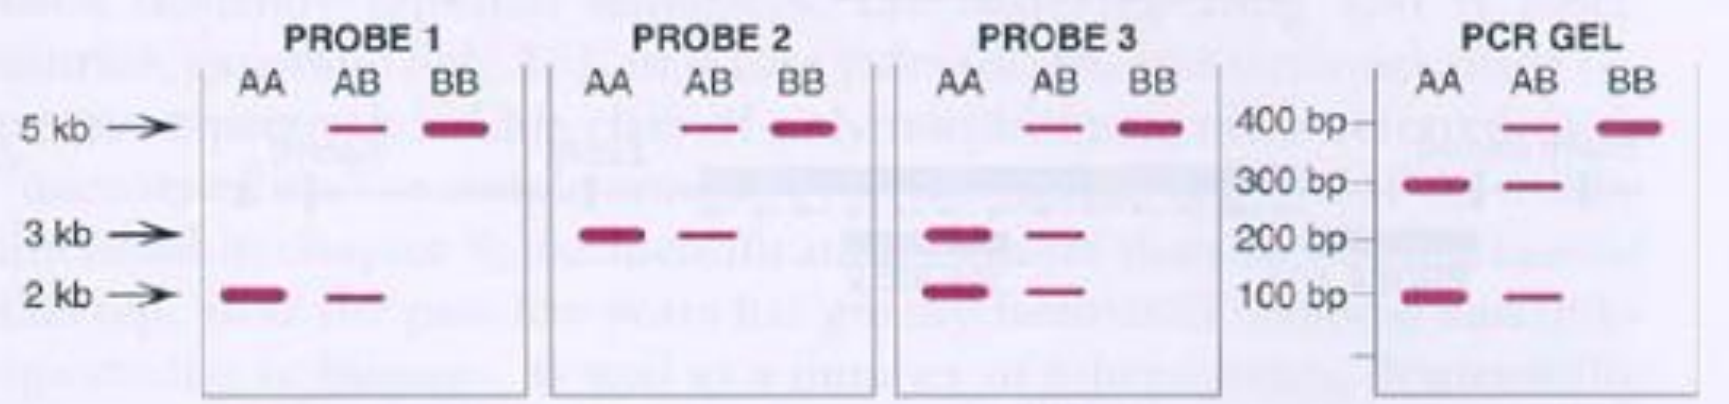 PROBE 1 PROBE 2 PROBE 3 PCR GEL
AA AB BB AA AB BB AA AB BB AA AB BB
5 kb 400 bp
300 bp
3 kb 200 bp
2 kb 100 bp